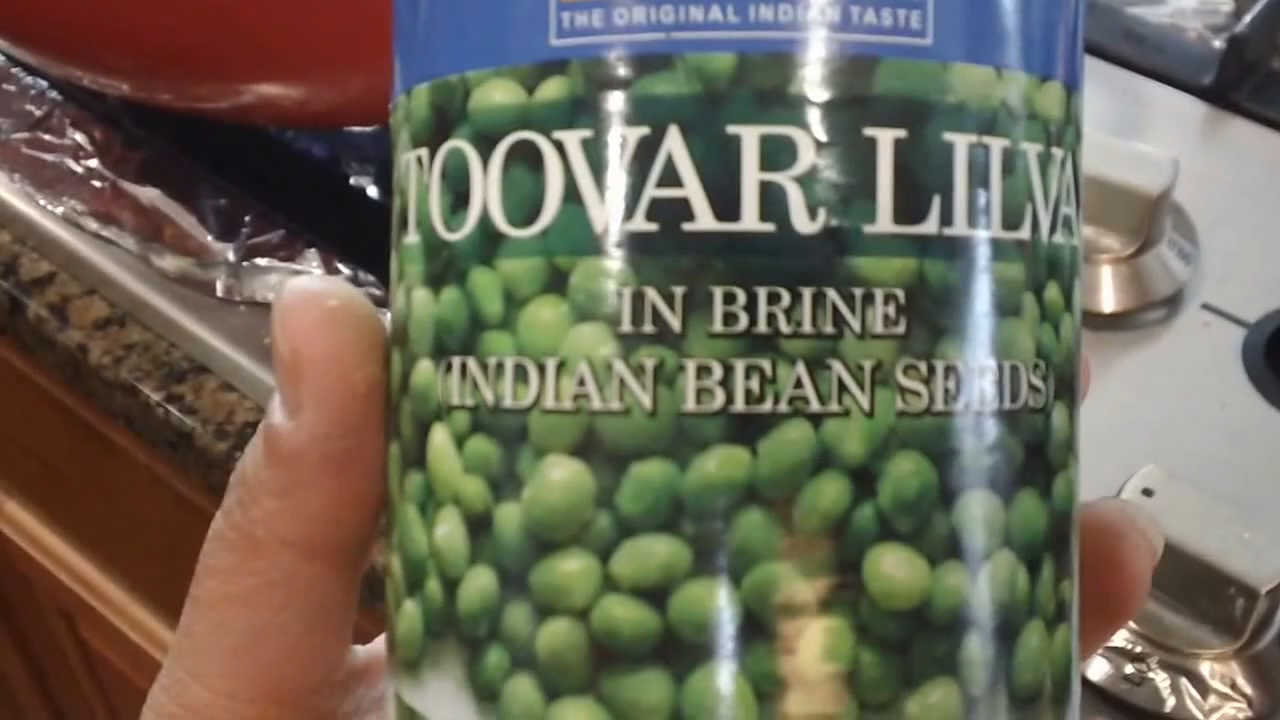 THE ORIGINAL INDIAN TASTE
TOOVAR LILVA
IN BRINE
(INDIAN BEAN SEEDS)